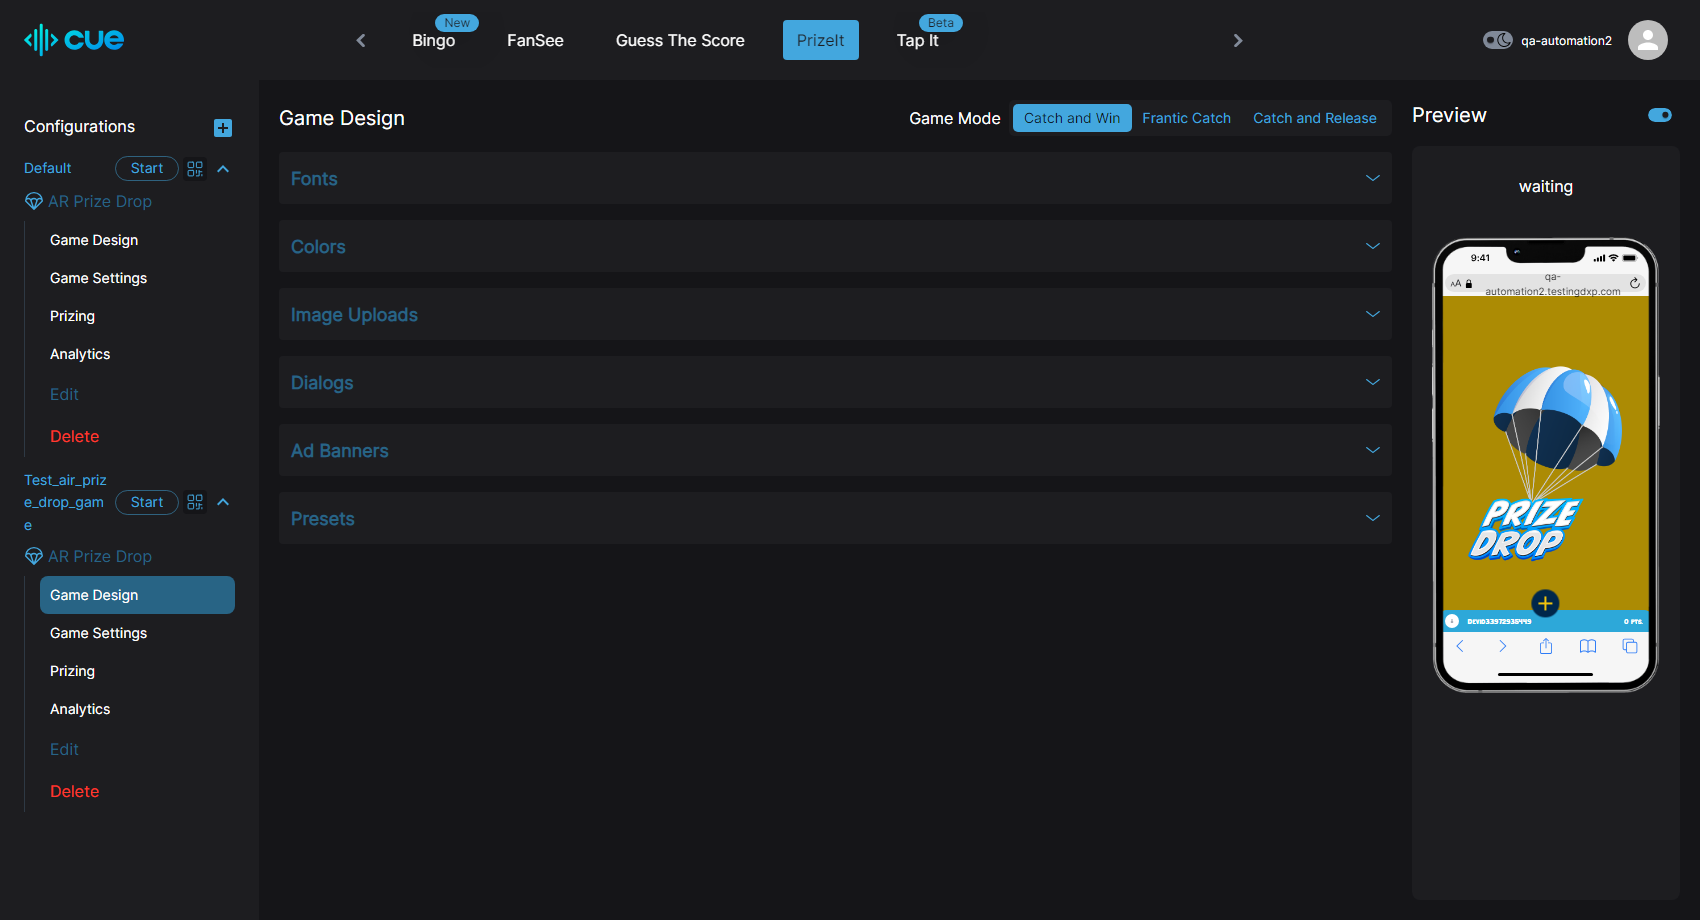 cue
New
Bingo
FanSee
Guess The Score
PrizeIt
Beta
Tap It
qa-automation2
Configurations
Default
Start
AR Prize Drop
Game Design
Game Settings
Prizing
Analytics
Edit
Delete
Test_air_priz
e_drop_gam
e
Start
AR Prize Drop
Game Design
Game Settings
Prizing
Analytics
Edit
Delete
Game Design
Game Mode
Catch and Win
Frantic Catch
Catch and Release
Fonts
Colors
Image Uploads
Dialogs
Ad Banners
Presets
Preview
waiting
9:41
AA
qa-
automation2.testingdxp.com
PRIZE
DROP
0 PTS.